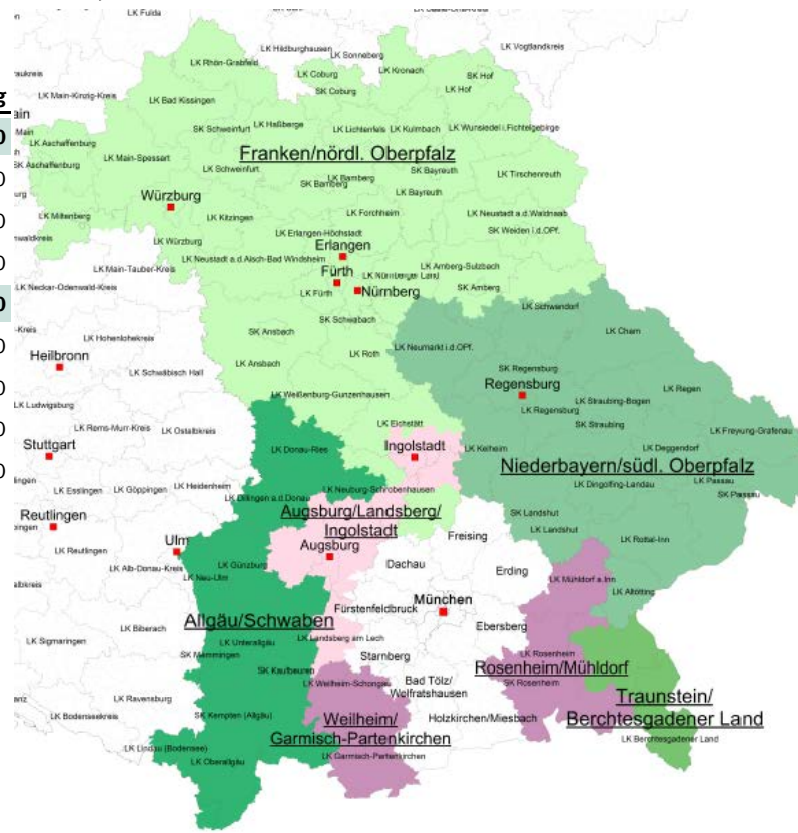 LK Fulda
LK Hildburghausen
LK Sonneberg
LK Vogtlandkreis
LK Rhön-Grabfeld
LK Coburg
LK Kronach
SK Hof
LK Hof
SK Coburg
LK Main-Kinzig-Kreis
LK Bad Kissingen
g
ain
Main
0
SK Schweinfurt
LK Haßberge
LK Lichtenfels
LK Kulmbach
LK Wunsiedel i.Fichtelgebirge
LK Aschaffenburg
LK Main-Spessart
Franken/nördl. Oberpfalz
SK Aschaffenburg
LK Schweinfurt
LK Bamberg
SK Bamberg
SK Bayreuth
LK Tirschenreuth
0
Würzburg
LK Bayreuth
LK Miltenberg
LK Kitzingen
LK Forchheim
LK Neustadt a.d.Waldnaab
0
LK Würzburg
LK Erlangen-Höchstadt
SK Weiden i.d.OPf.
Erlangen
LK Main-Tauber-Kreis
LK Neustadt a.d.Aisch-Bad Windsheim
0
Fürth
LK Nürnberger Land
LK Amberg-Sulzbach
LK Neckar-Odenwald-Kreis
LK Fürth
Nürnberg
SK Amberg
0
SK Schwabach
LK Schwandorf
-Kreis
LK Hohenlohekreis
SK Ansbach
LK Cham
0
Heilbronn
LK Roth
LK Neumarkt i.d.OPf.
LK Schwäbisch Hall
LK Ansbach
SK Regensburg
Regensburg
LK Regen
0
LK Ludwigsburg
LK Weißenburg-Gunzenhausen
LK Straubing-Bogen
LK Regensburg
LK Rems-Murr-Kreis
LK Ostalbkreis
LK Eichstätt
SK Straubing
LK Freyung-Grafenau
0
Stuttgart
LK Donau-Ries
Ingolstadt
LK Kelheim
LK Deggendorf
0
Niederbayern/südl. Oberpfalz
LK Esslingen
LK Göppingen
LK Heidenheim
LK Dillingen a.d.Donau
LK Neuburg-Schrobenhausen
LK Dingolfing-Landau
LK Passau
SK Passau
Augsburg/Landsberg/
Ingolstadt
Reutlingen
SK Landshut
LK Landshut
Ulm
Freising
LK Rottal-Inn
LK Reutlingen
Augsburg
LK Alb-Donau-Kreis
LK Günzburg
Dachau
Erding
LK Neu-Ulm
LK Mühldorf a.Inn
LK Altötting
Fürstenfeldbruck
München
LK Biberach
Allgäu/Schwaben
Ebersberg
LK Sigmaringen
LK Unterallgäu
LK Landsberg am Lech
SK Memmingen
Starnberg
LK Rosenheim
SK Kaufbeuren
Rosenheim/Mühldorf
LK Weilheim-Schongau
Bad Tölz/
Wolfratshausen
SK Rosenheim
LK Ravensburg
Traunstein/
Berchtesgadener Land
LK Bodenseekreis
SK Kempten (Allgäu)
Weilheim/
Garmisch-Partenkirchen
Holzkirchen/Miesbach
LK Lindau (Bodensee)
LK Berchtesgadener Land
LK Oberallgäu
LK Garmisch-Partenkirchen